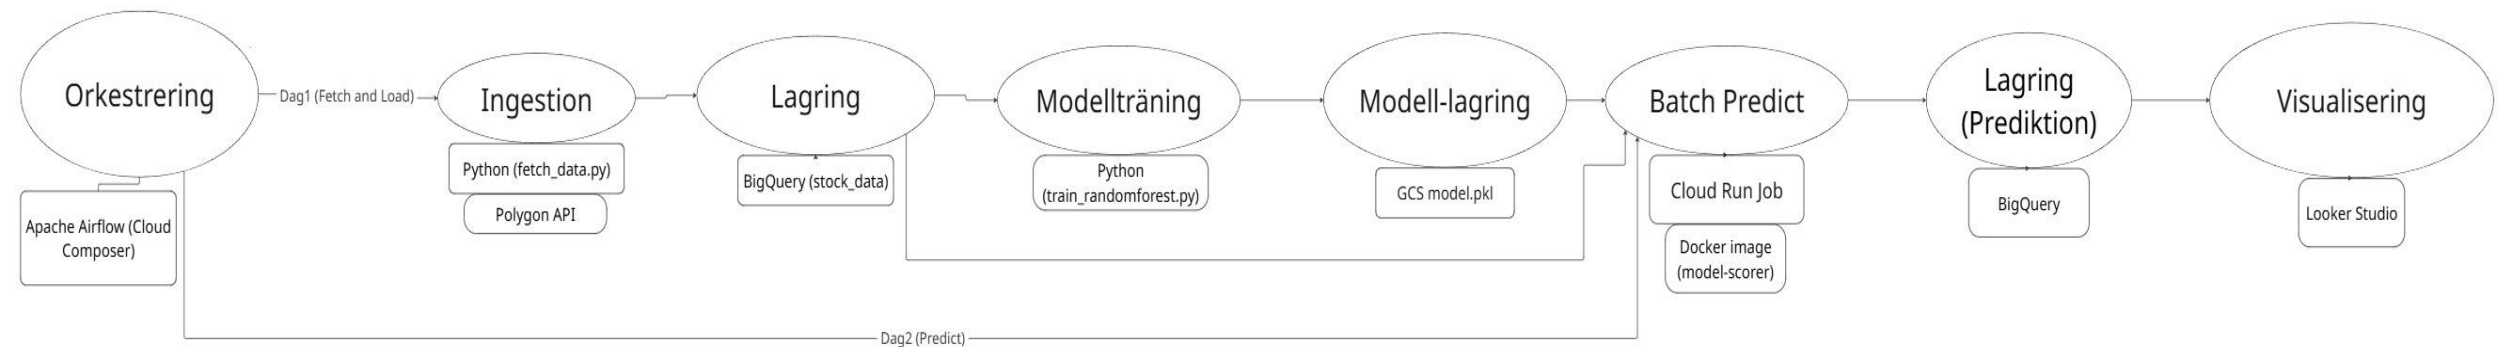 Orkestrering
Apache Airflow (Cloud
Composer)
Dag1 (Fetch and Load)
Ingestion
Python (fetch_data.py)
Polygon API
Lagring
BigQuery (stock_data)
Modellträning
Python
(train_randomforest.py)
Modell-lagring
GCS model.pkl
Batch Predict
Cloud Run Job
Docker image
(model-scorer)
Lagring
(Prediktion)
BigQuery
Visualisering
Looker Studio
Dag2 (Predict)